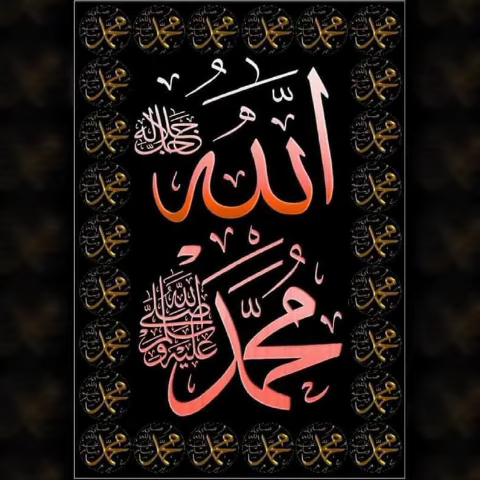 الله
جل جلاله
محمد
صلى الله عليه وسلم